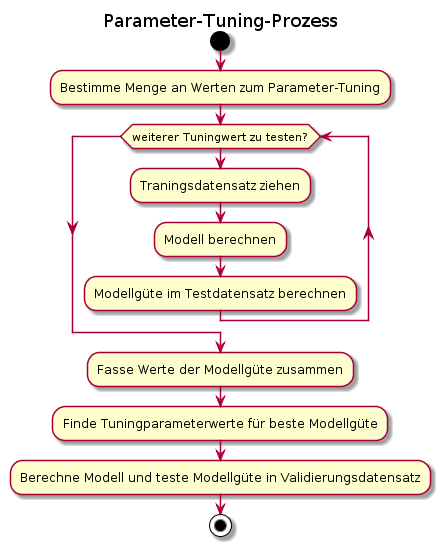 Parameter-Tuning-Prozess
Bestimme Menge an Werten zum Parameter-Tuning
weiterer Tuningwert zu testen?
Traningsdatensatz ziehen
Modell berechnen
Modellgüte im Testdatensatz berechnen
Fasse Werte der Modellgüte zusammen
Finde Tuningparameterwerte für beste Modellgüte
Berechne Modell und teste Modellgüte in Validierungsdatensatz